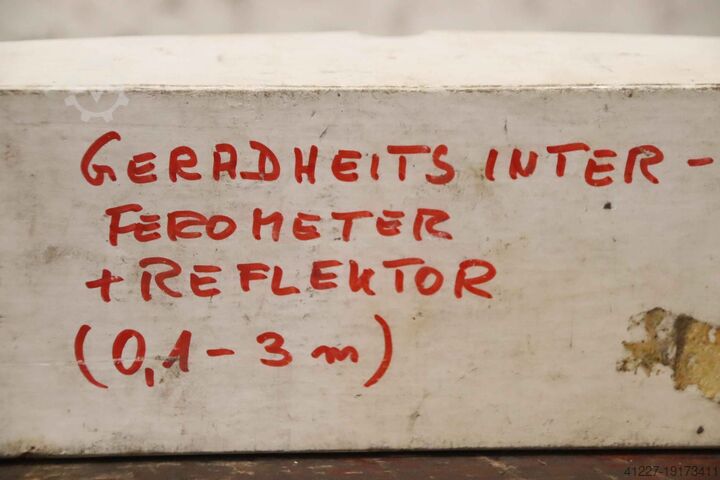 GERADHEITS INTER-
FEROMETER
+ REFLEKTOR
(0,1 - 3 m)
41227-19173411